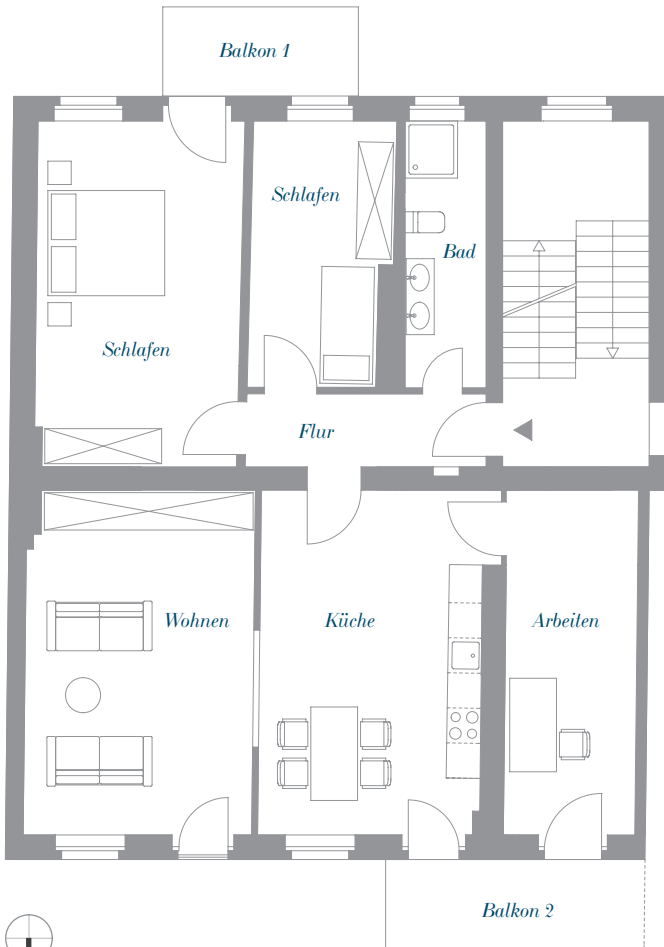 Balkon 1
Schlafen
Bad
Schlafen
Flur
Wohnen
Küche
Arbeiten
Balkon 2